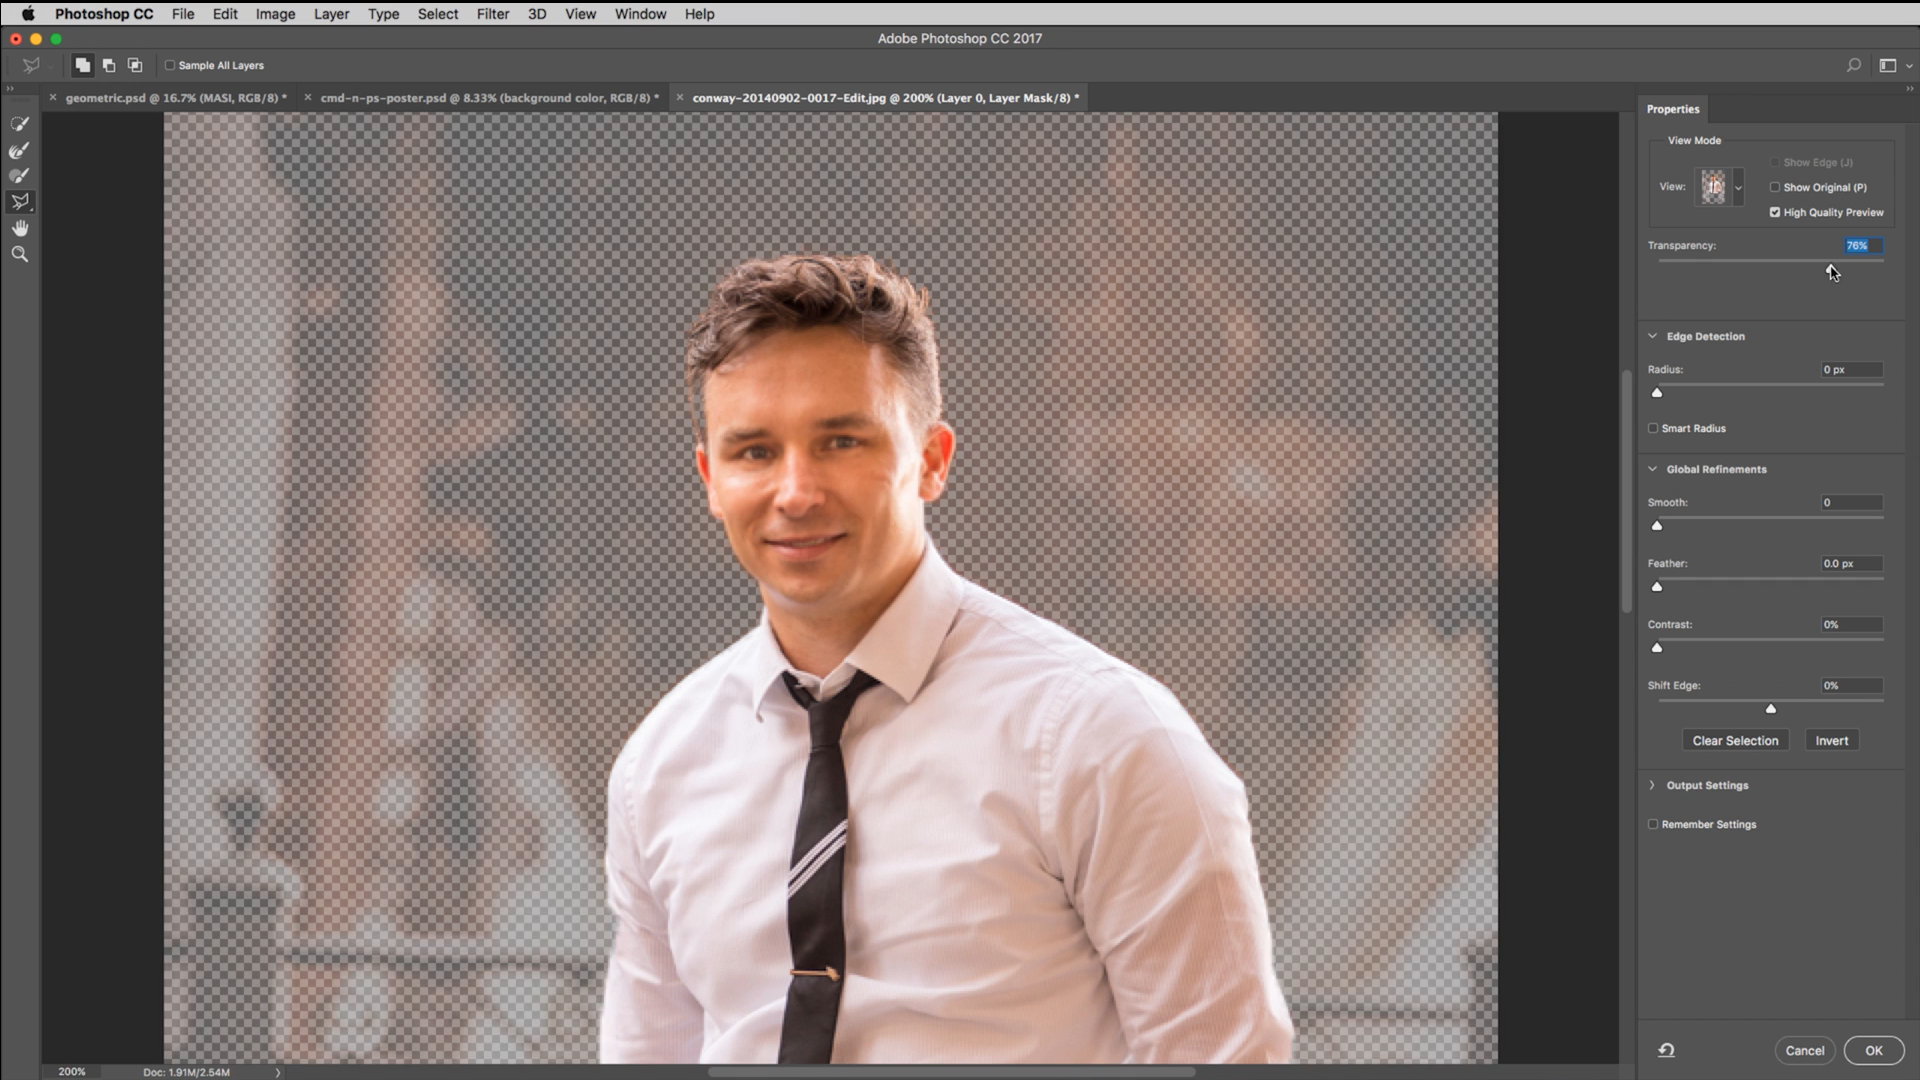 Photoshop CC File Edit Image Layer Type Select Filter 3D View Window Help
Adobe Photoshop CC 2017
Sample All Layers
geometric.psd @ 16.7% (MASI, RGB/8) *
cmd-n-ps-poster.psd @ 8.33% (background color, RGB/8) *
conway-20140902-0017-Edit.jpg @ 200% (Layer 0, Layer Mask/8) *
Properties
View Mode
Show Edge (J)
View:
Show Original (P)
High Quality Preview
Transparency: 76%
Edge Detection
Radius: 0 px
Smart Radius
Global Refinements
Smooth: 0
Feather: 0.0 px
Contrast: 0%
Shift Edge: 0%
Clear Selection Invert
Output Settings
Remember Settings
Cancel OK
200% Doc: 1.91M/2.54M